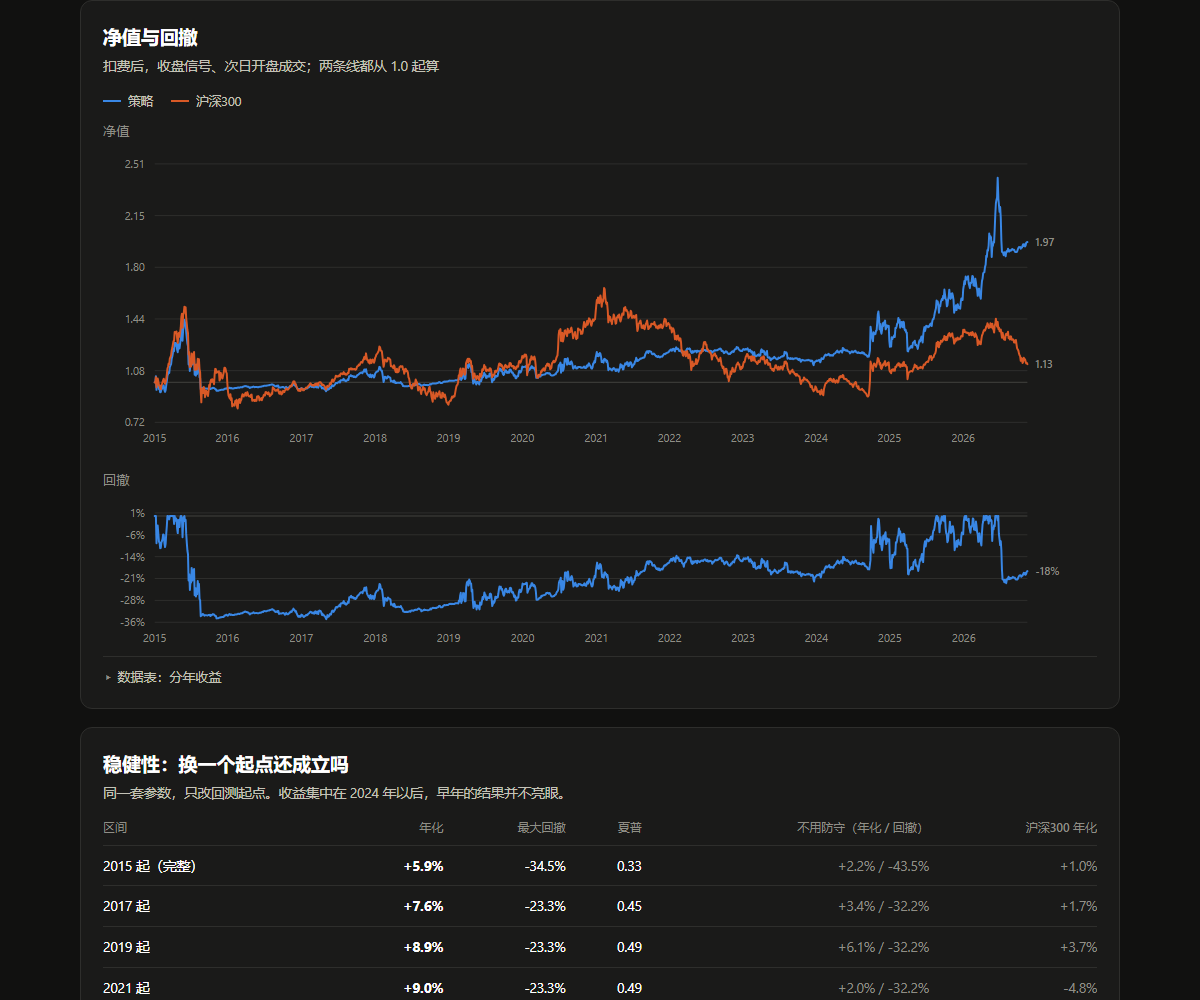 净值与回撤
扣费后，收盘信号、次日开盘成交；两条线都从 1.0 起算
策略 沪深300
净值
2.51
2.15
1.80
1.44
1.08
0.72
1.97
1.13
2015 2016 2017 2018 2019 2020 2021 2022 2023 2024 2025 2026
回撤
1%
-6%
-14%
-21%
-28%
-36%
-18%
2015 2016 2017 2018 2019 2020 2021 2022 2023 2024 2025 2026
▸ 数据表：分年收益
稳健性：换一个起点还成立吗
同一套参数，只改回测起点。收益集中在 2024 年以后，早年的结果并不亮眼。
区间 年化 最大回撤 夏普 不用防守（年化 / 回撤） 沪深300 年化
2015 起（完整） +5.9% -34.5% 0.33 +2.2% / -43.5% +1.0%
2017 起 +7.6% -23.3% 0.45 +3.4% / -32.2% +1.7%
2019 起 +8.9% -23.3% 0.49 +6.1% / -32.2% +3.7%
2021 起 +9.0% -23.3% 0.49 +2.0% / -32.2% -4.8%